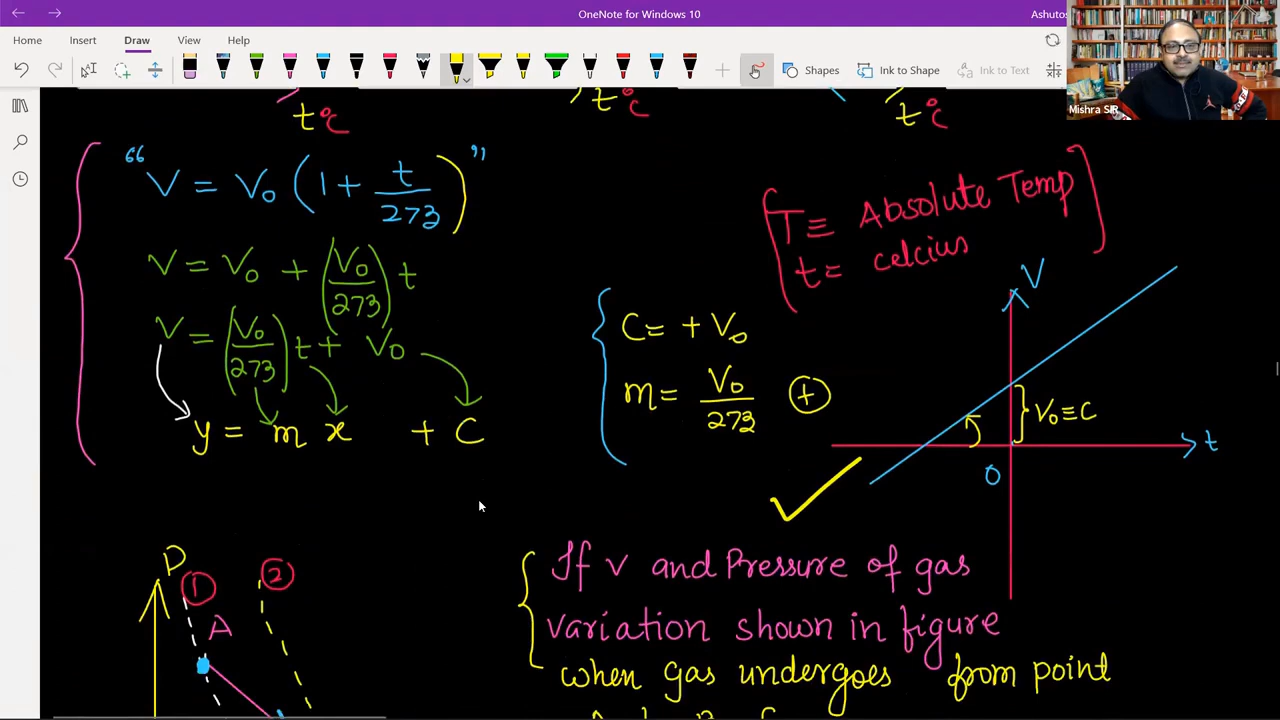 OneNote for Windows 10
Ashutos
Home Insert Draw View Help
Shapes Ink to Shape Ink to Text
Mishra SIR
t°c t°c t°c
"V = V₀ (1 + t/273)"
V = V₀ + (V₀/273) t
V = (V₀/273) t + V₀
y = m x + C
T ≡ Absolute Temp
t = celcius
C = + V₀
m = V₀/273 (+)
V
V₀ ≡ C
t
O
P
① ②
A
If v and Pressure of gas
variation shown in figure
when gas undergoes from point